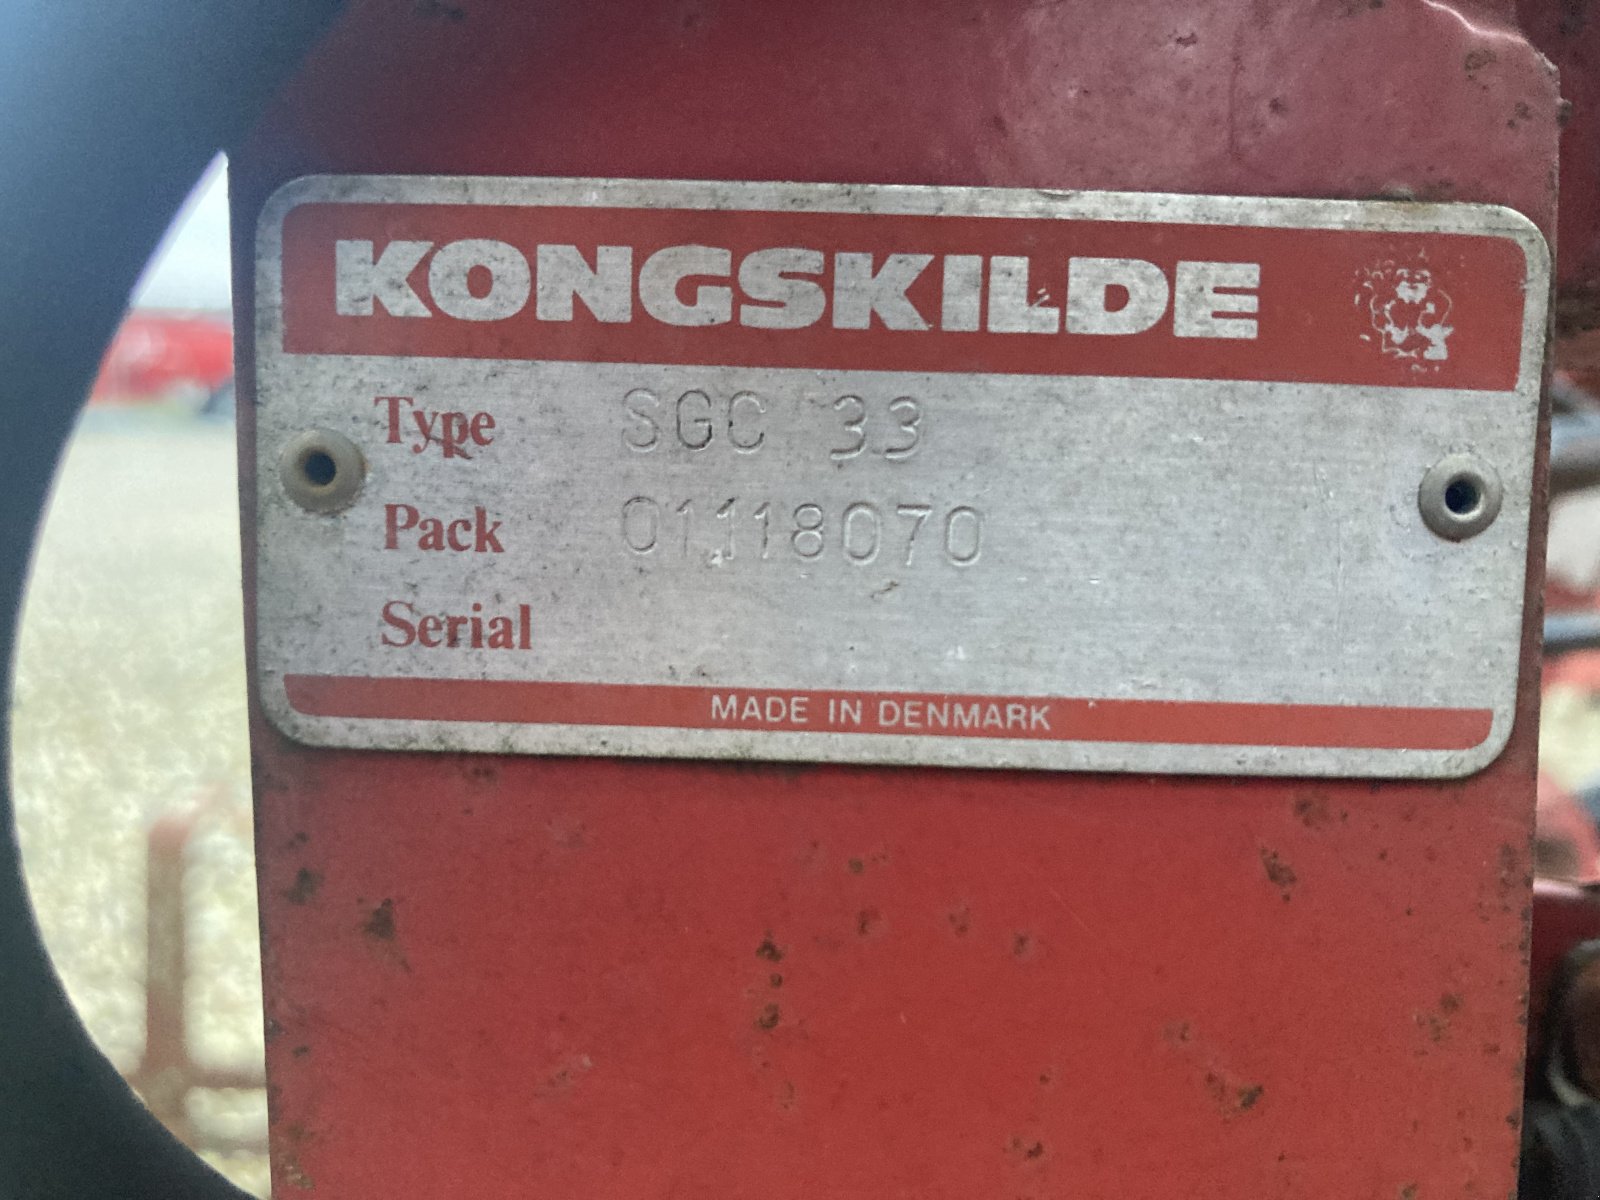 KONGSKILDE
Type SGC 33
Pack 01118070
Serial
MADE IN DENMARK